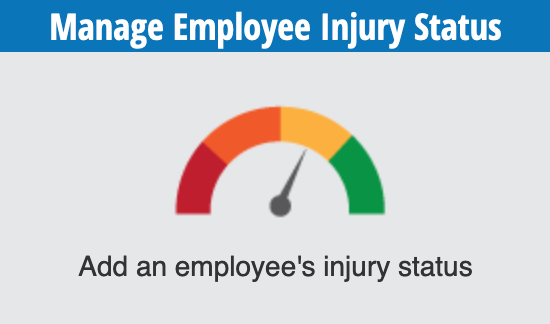 Manage Employee Injury Status
Add an employee's injury status